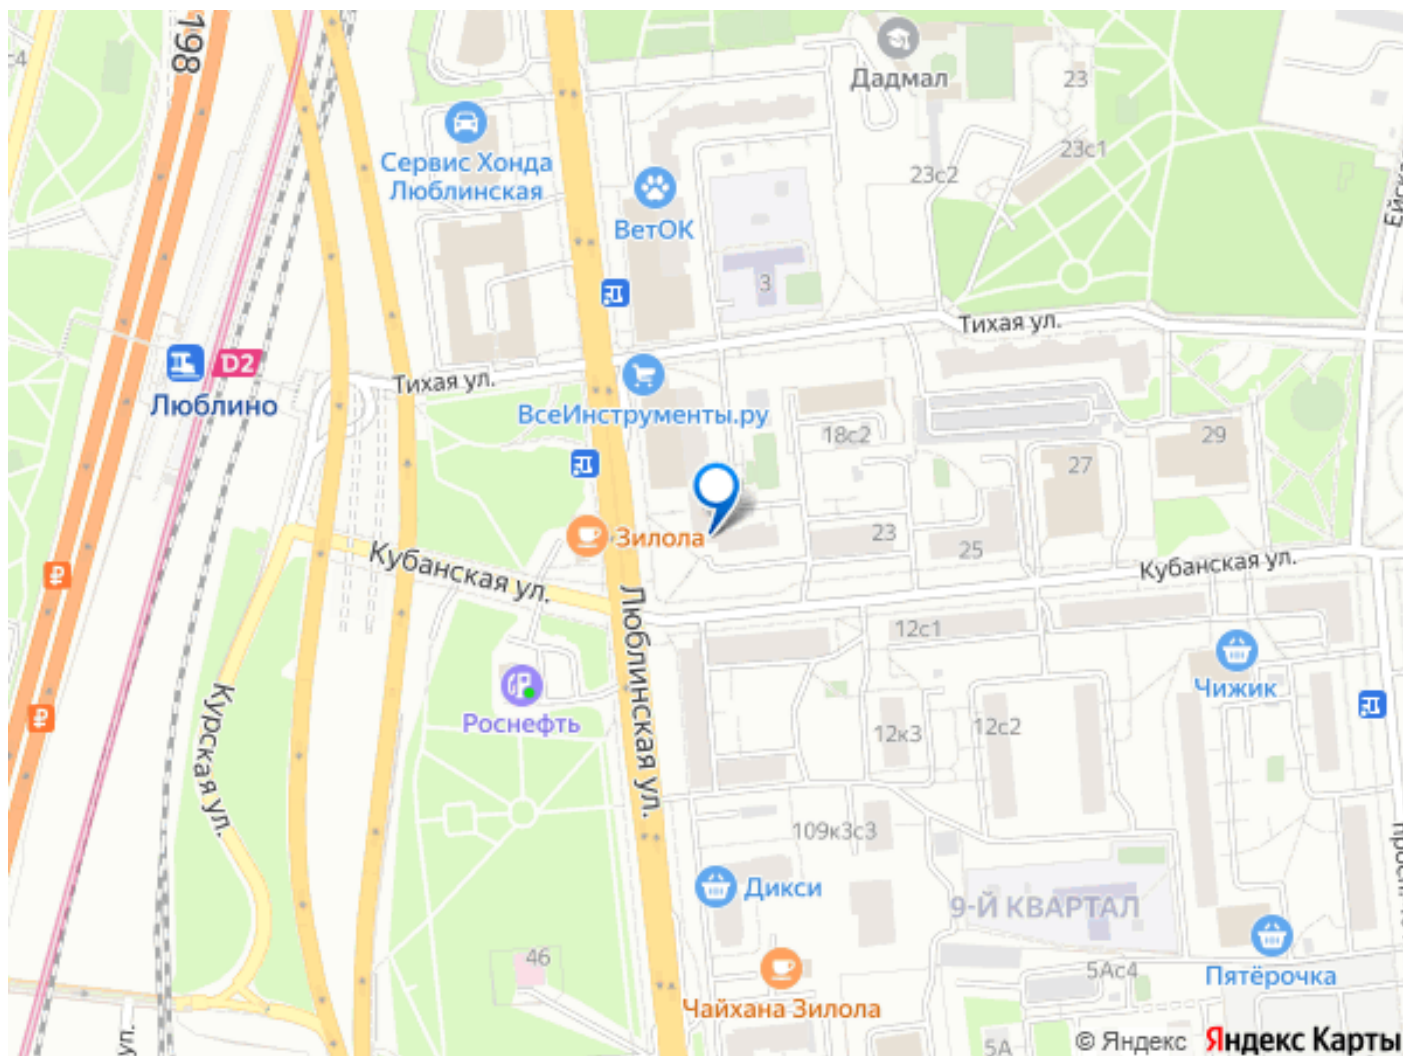 198
Дадмал
23
Сервис Хонда
Люблинская
23с1
23с2
ВетОК
3
Тихая ул.
D2
Люблино
Тихая ул.
ВсеИнструменты.ру
18с2
29
27
Зилола
23
25
Кубанская ул.
Кубанская ул.
Люблинская ул.
12с1
Чижик
Роснефть
Курская ул.
12к3
12с2
109к3с3
Дикси
9-Й КВАРТАЛ
46
5Ас4
Пятёрочка
Чайхана Зилола
ул.
5А
© Яндекс Яндекс Карты